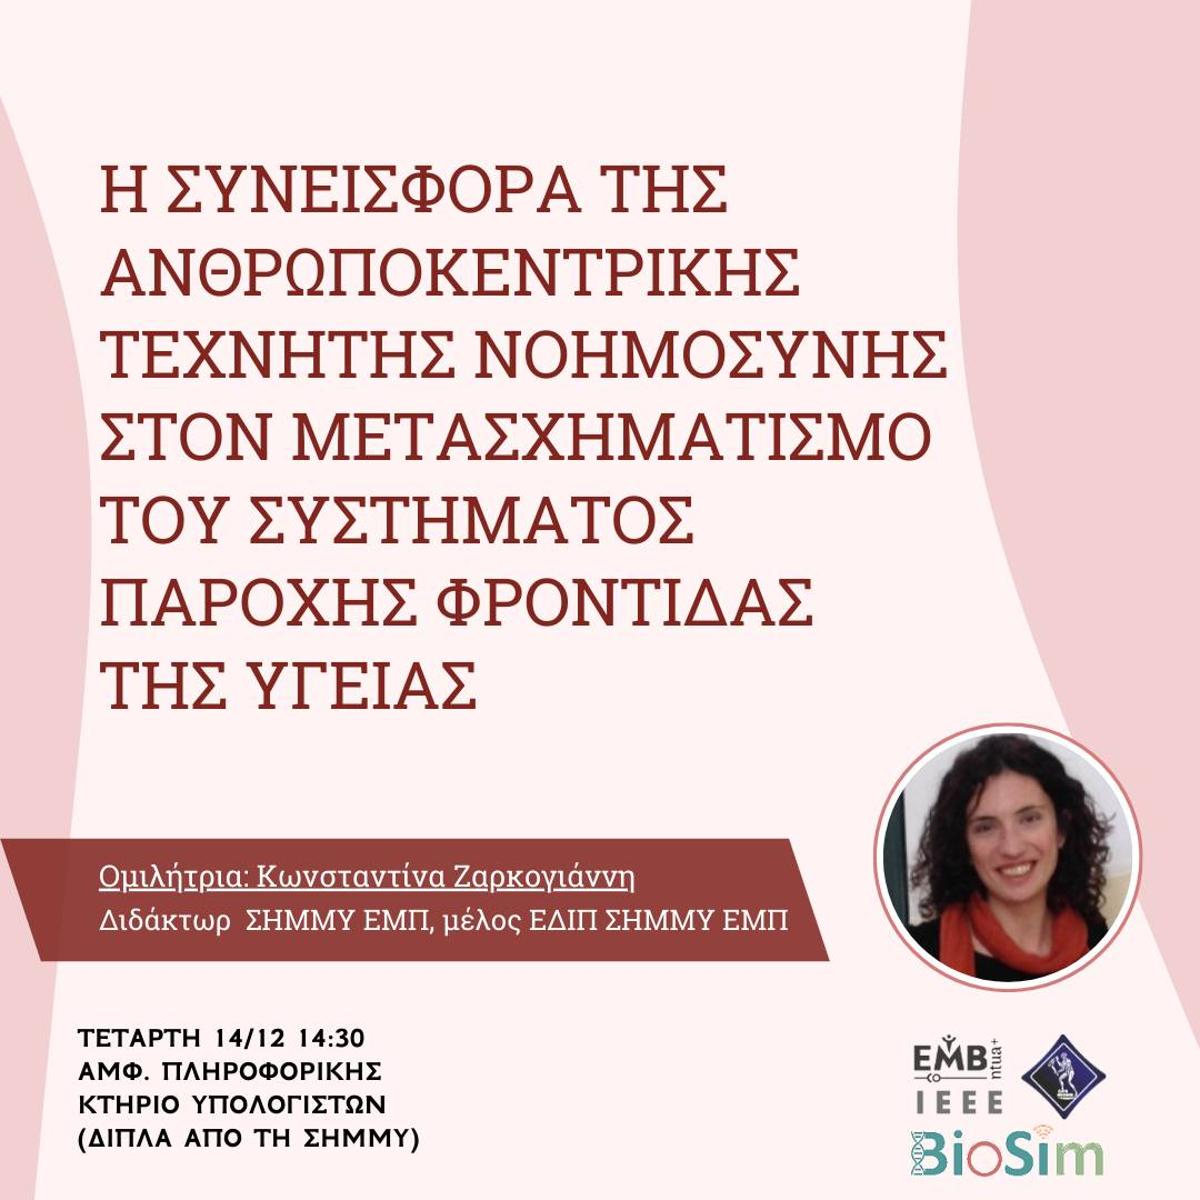 Η ΣΥΝΕΙΣΦΟΡΑ ΤΗΣ
ΑΝΘΡΩΠΟΚΕΝΤΡΙΚΗΣ
ΤΕΧΝΗΤΗΣ ΝΟΗΜΟΣΥΝΗΣ
ΣΤΟΝ ΜΕΤΑΣΧΗΜΑΤΙΣΜΟ
ΤΟΥ ΣΥΣΤΗΜΑΤΟΣ
ΠΑΡΟΧΗΣ ΦΡΟΝΤΙΔΑΣ
ΤΗΣ ΥΓΕΙΑΣ
Ομιλήτρια: Κωνσταντίνα Ζαρκογιάννη
Διδάκτωρ ΣΗΜΜΥ ΕΜΠ, μέλος ΕΔΙΠ ΣΗΜΜΥ ΕΜΠ
ΤΕΤΑΡΤΗ 14/12 14:30
ΑΜΦ. ΠΛΗΡΟΦΟΡΙΚΗΣ
ΚΤΗΡΙΟ ΥΠΟΛΟΓΙΣΤΩΝ
(ΔΙΠΛΑ ΑΠΟ ΤΗ ΣΗΜΜΥ)
EMB
ntua+
IEEE
BioSim